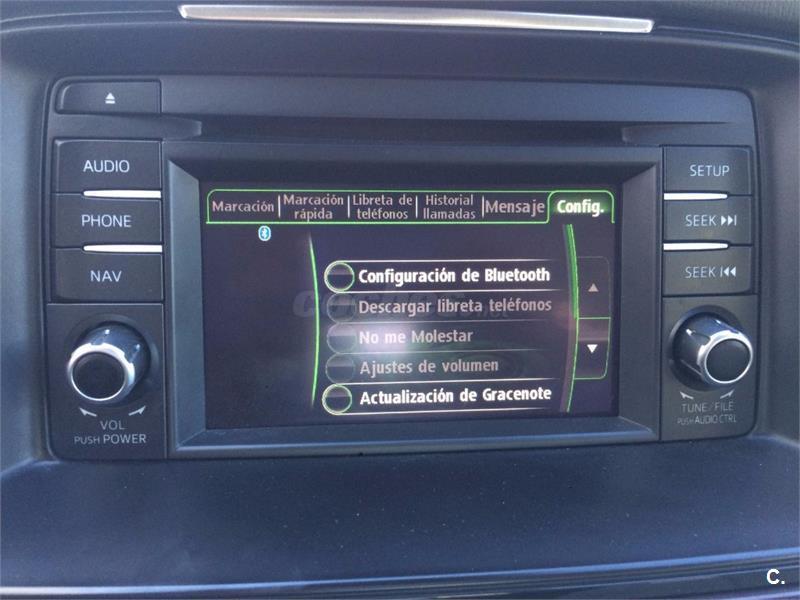 AUDIO
PHONE
NAV
VOL
PUSH POWER
Marcación
Marcación rápida
Libreta de teléfonos
Historial llamadas
Mensaje
Config.
Configuración de Bluetooth
Descargar libreta teléfonos
No me Molestar
Ajustes de volumen
Actualización de Gracenote
SETUP
SEEK
SEEK
TUNE/FILE
PUSH AUDIO CTRL
C.